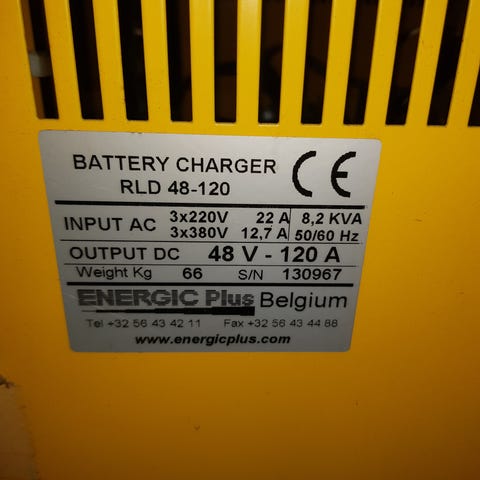 BATTERY CHARGER
RLD 48-120
CE
INPUT AC 3x220V 22 A 8,2 KVA
3x380V 12,7 A 50/60 Hz
OUTPUT DC 48 V - 120 A
Weight Kg 66 S/N 130967
ENERGIC Plus Belgium
Tel +32 56 43 42 11 Fax +32 56 43 44 88
www.energicplus.com